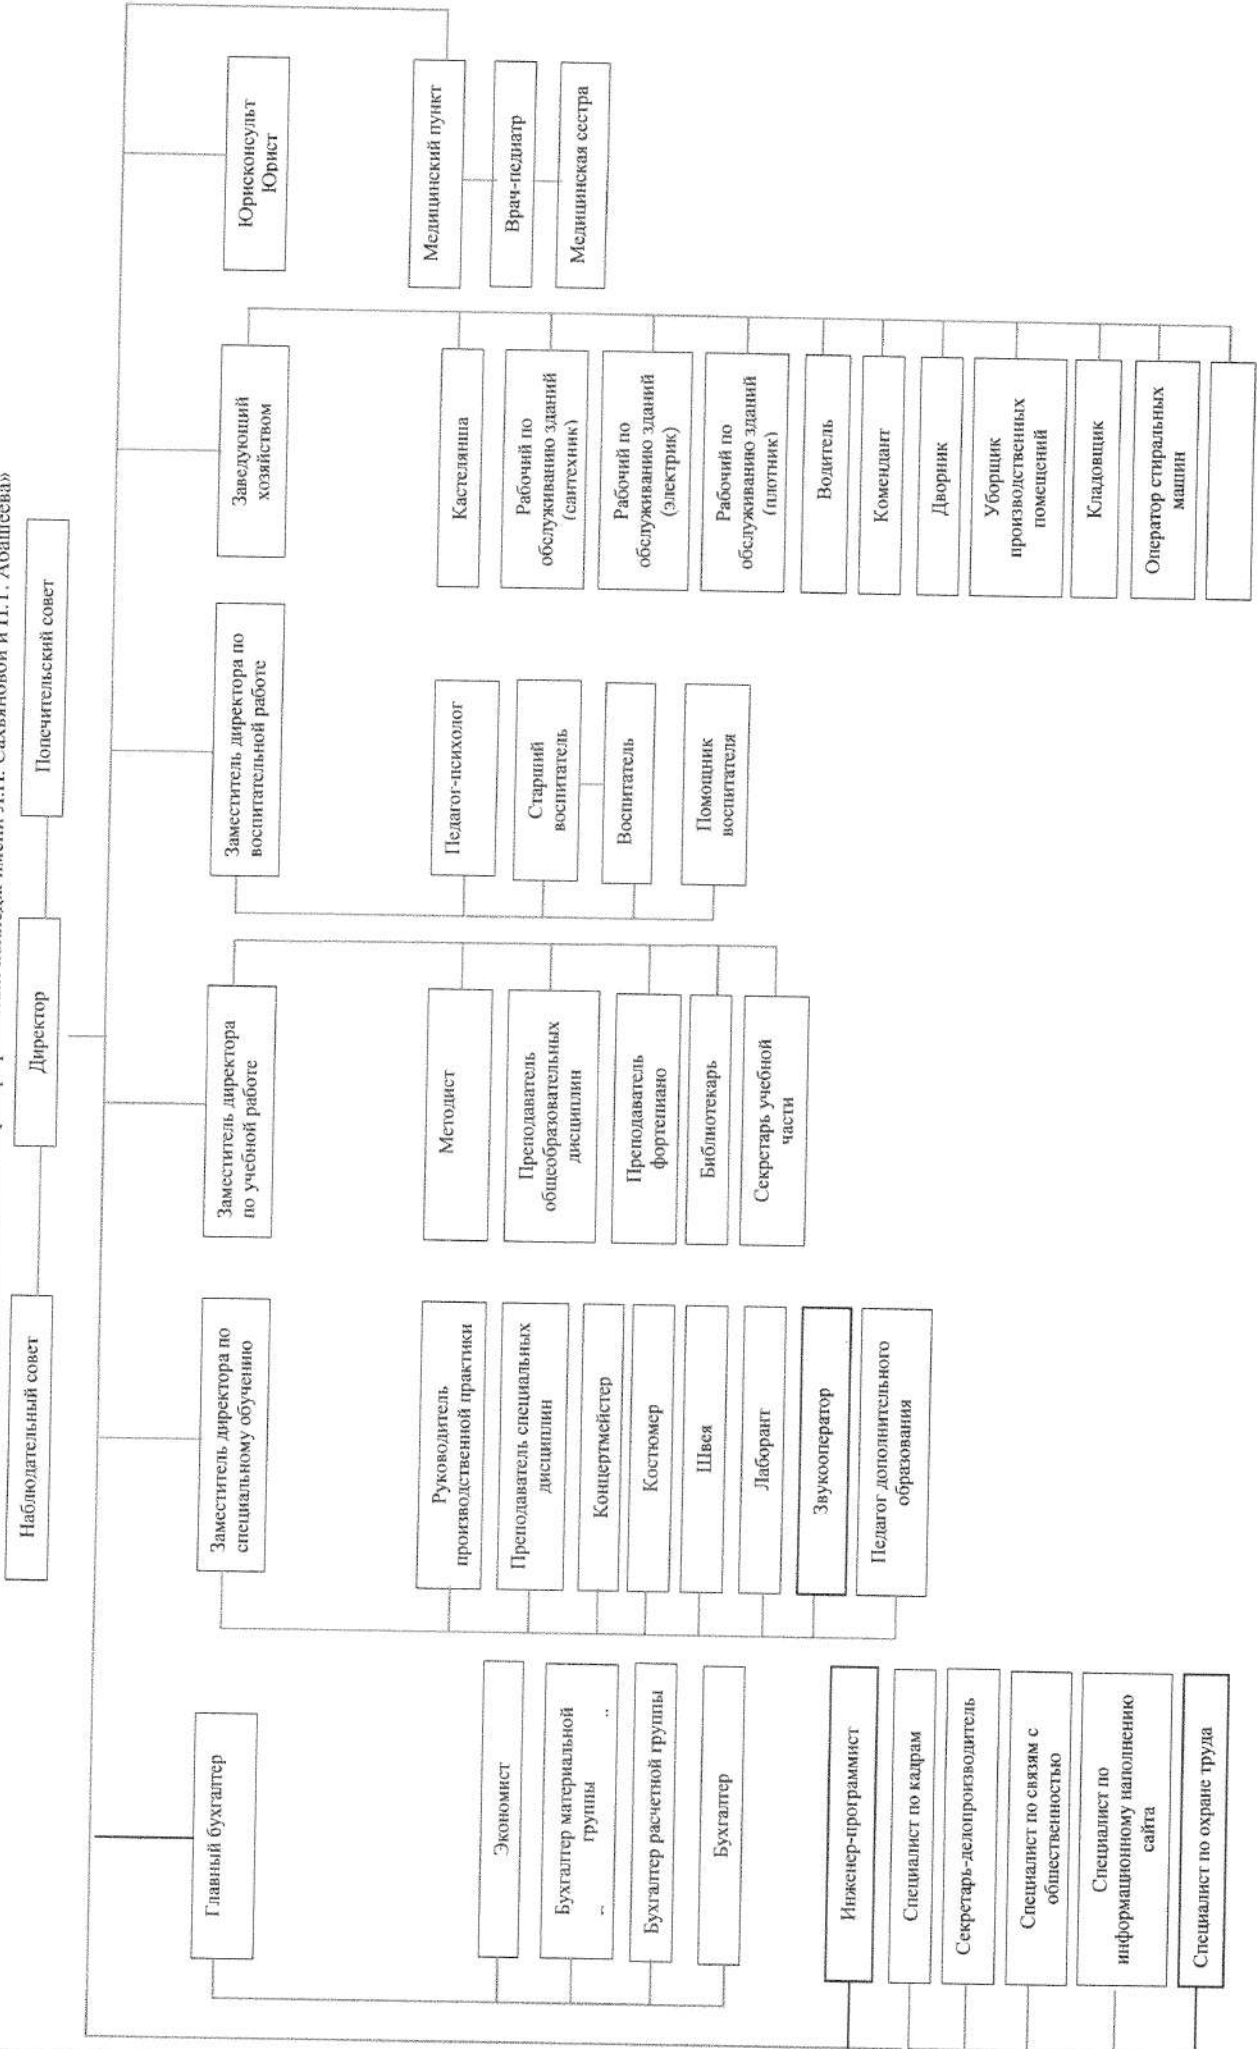 колледж имени Л.П. Сахьяновой и П.Т. Абашеева»
Наблюдательный совет
Директор
Попечительский совет
Главный бухгалтер
Заместитель директора по
специальному обучению
Заместитель директора
по учебной работе
Заместитель директора по
воспитательной работе
Заведующий
хозяйством
Юрисконсульт
Юрист
Экономист
Бухгалтер материальной
группы
Бухгалтер расчетной группы
Бухгалтер
Инженер-программист
Специалист по кадрам
Секретарь-делопроизводитель
Специалист по связям с
общественностью
Специалист по
информационному наполнению
сайта
Специалист по охране труда
Руководитель
производственной практики
Преподаватель специальных
дисциплин
Концертмейстер
Костюмер
Швея
Лаборант
Звукооператор
Педагог дополнительного
образования
Методист
Преподаватель
общеобразовательных
дисциплин
Преподаватель
фортепиано
Библиотекарь
Секретарь учебной
части
Педагог-психолог
Старший
воспитатель
Воспитатель
Помощник
воспитателя
Кастелянша
Рабочий по
обслуживанию зданий
(сантехник)
Рабочий по
обслуживанию зданий
(электрик)
Рабочий по
обслуживанию зданий
(плотник)
Водитель
Комендант
Дворник
Уборщик
производственных
помещений
Кладовщик
Оператор стиральных
машин
Медицинский пункт
Врач-педиатр
Медицинская сестра